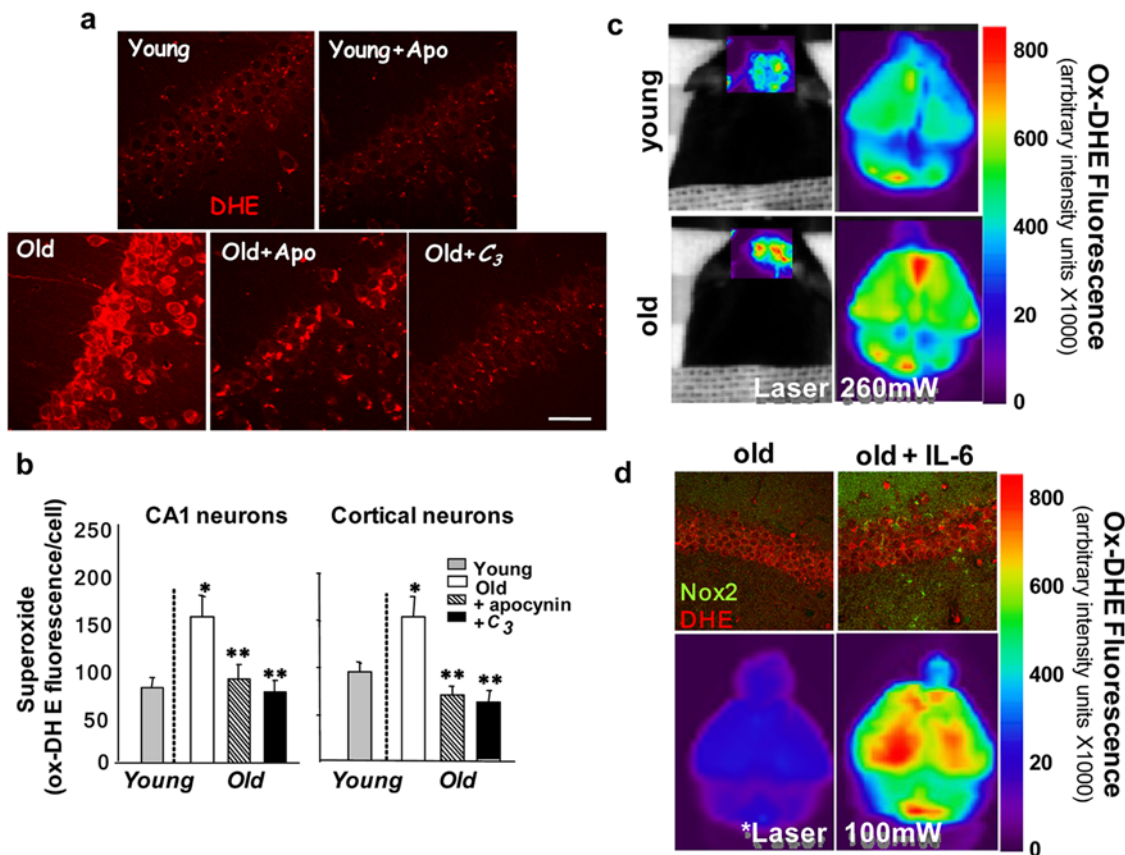 a
Young
Young+Apo
DHE
Old
Old+Apo
Old+C3
b
CA1 neurons
Cortical neurons
Superoxide
(ox-DH E fluorescence/cell)
250
200
150
100
50
0
*
**
**
*
**
**
Young
Old
+ apocynin
+C3
Young
Old
Young
Old
c
young
old
Laser 260mW
800
600
400
20
0
Ox-DHE Fluorescence
(arrbitrary intensity units X1000)
d
old
old + IL-6
Nox2
DHE
*Laser 100mW
800
600
400
20
0
Ox-DHE Fluorescence
(arrbitrary intensity units X1000)